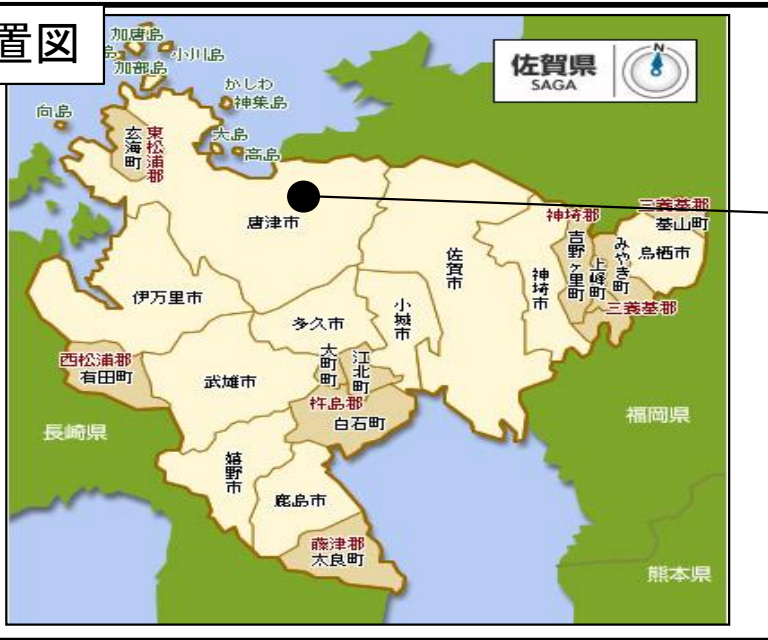 置図
加唐島
島
小川島
加部島
かしわ
神集島
向島
大島
高島
佐賀県
SAGA
N
東松浦郡
玄海町
唐津市
伊万里市
西松浦郡
有田町
武雄市
多久市
小城市
佐賀市
神埼市
神埼郡
吉野ヶ里町
上峰町
みやき町
三養基郡
基山町
鳥栖市
三養基郡
大町町
江北町
杵島郡
白石町
嬉野市
鹿島市
藤津郡
太良町
長崎県
福岡県
熊本県